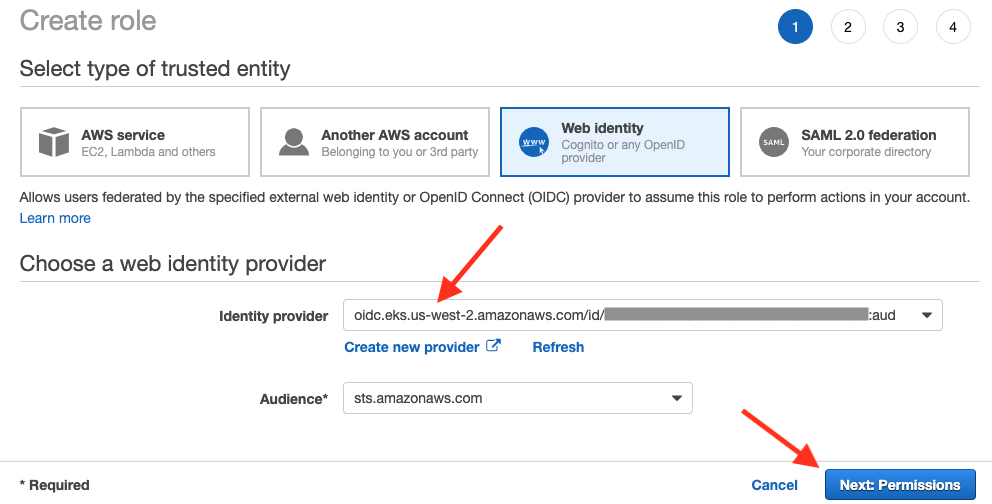 Create role
1 2 3 4
Select type of trusted entity
AWS service
EC2, Lambda and others
Another AWS account
Belonging to you or 3rd party
www
Web identity
Cognito or any OpenID
provider
SAML
SAML 2.0 federation
Your corporate directory
Allows users federated by the specified external web identity or OpenID Connect (OIDC) provider to assume this role to perform actions in your account.
Learn more
Choose a web identity provider
Identity provider
oidc.eks.us-west-2.amazonaws.com/id/ :aud
Create new provider Refresh
Audience* sts.amazonaws.com
* Required Cancel Next: Permissions